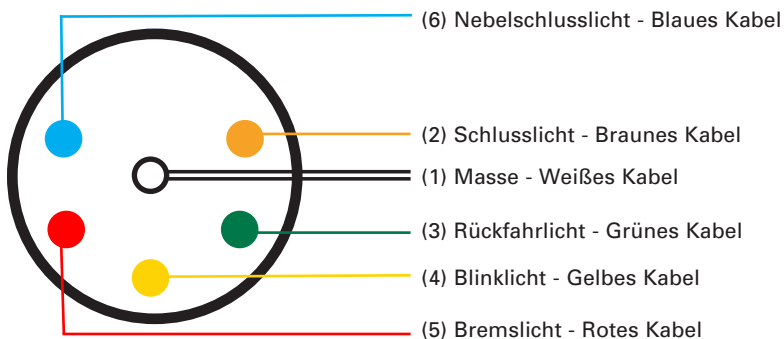 (6) Nebelschlusslicht - Blaues Kabel
(2) Schlusslicht - Braunes Kabel
(1) Masse - Weißes Kabel
(3) Rückfahrlicht - Grünes Kabel
(4) Blinklicht - Gelbes Kabel
(5) Bremslicht - Rotes Kabel